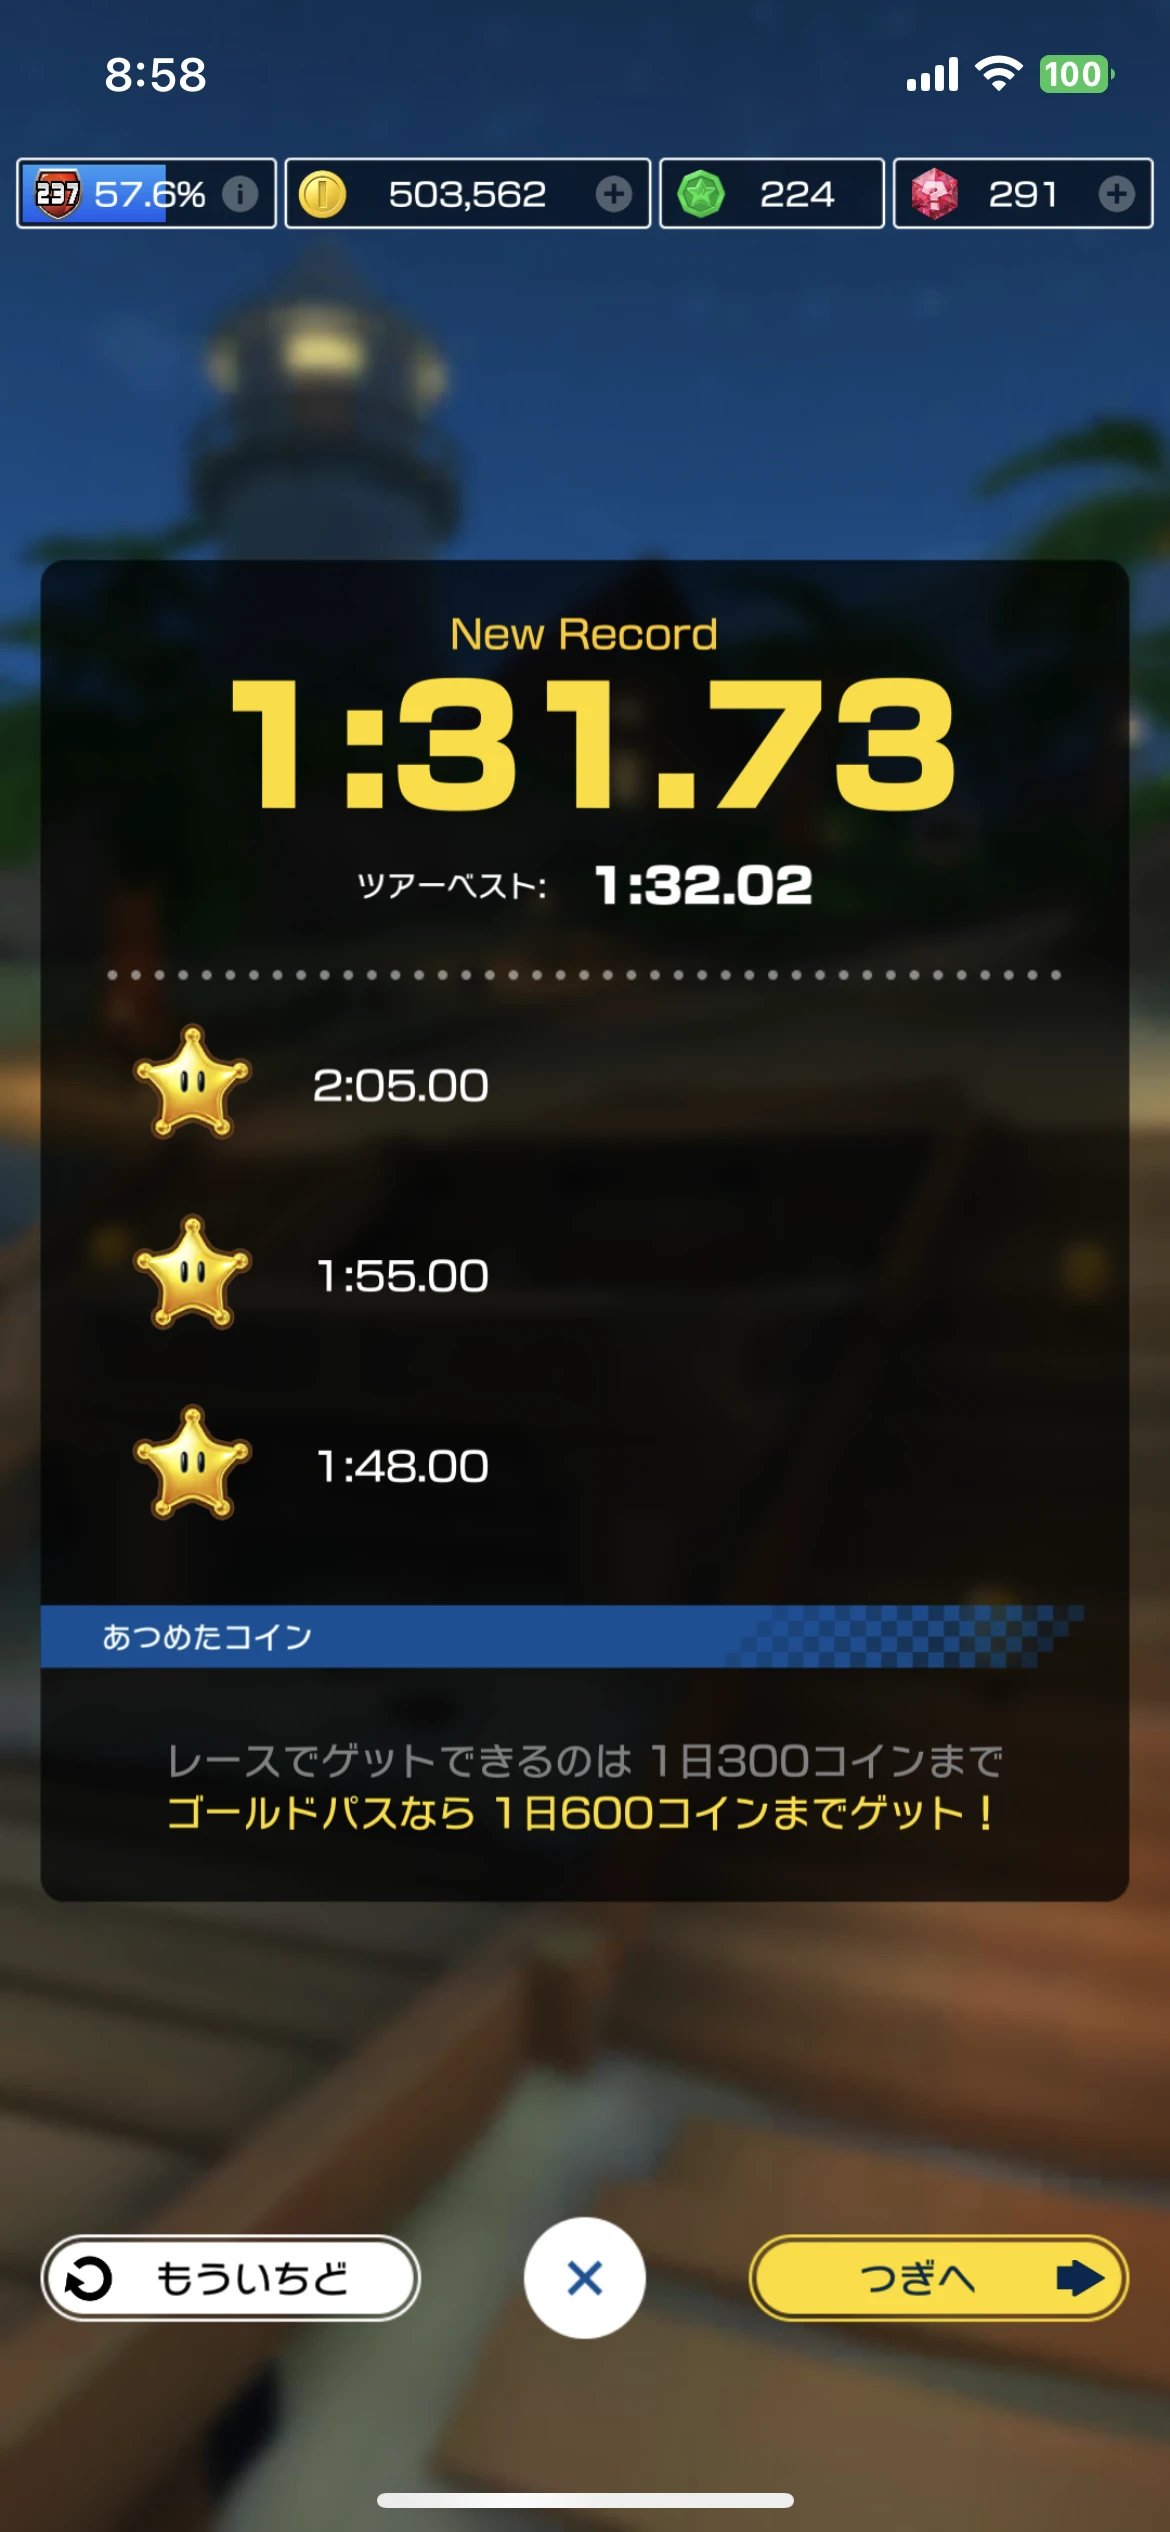 8:58
100
237 57.6% i
503,562 +
224
? 291 +
New Record
1:31.73
ツアーベスト: 1:32.02
2:05.00
1:55.00
1:48.00
あつめたコイン
レースでゲットできるのは 1日300コインまで
ゴールドパスなら 1日600コインまでゲット！
もういちど
×
つぎへ